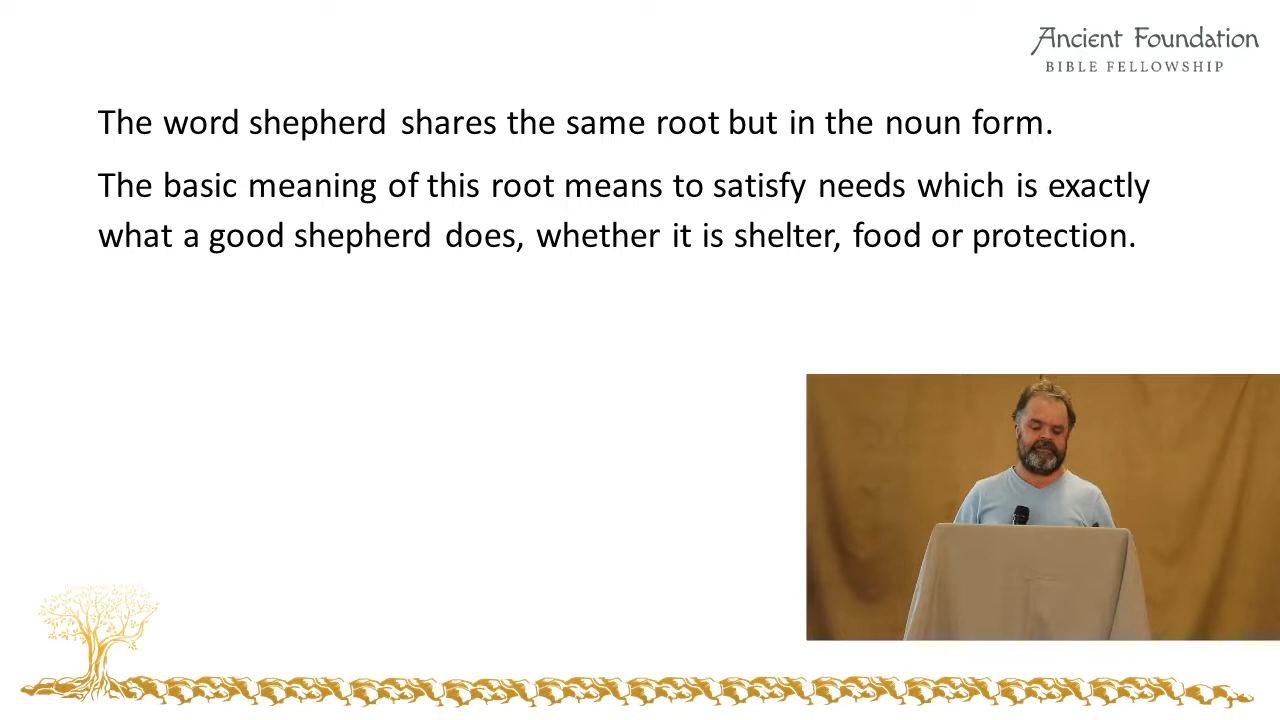 Ancient Foundation
BIBLE FELLOWSHIP
The word shepherd shares the same root but in the noun form.
The basic meaning of this root means to satisfy needs which is exactly
what a good shepherd does, whether it is shelter, food or protection.